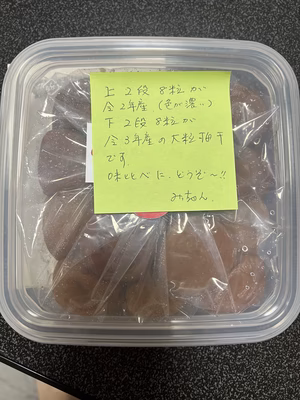 上 2段 8粒が
令2年産 (色が濃い)
下 2段 8粒が
令3年産の大粒梅干
です
味比べに、どうぞ〜!!
みっちゃん.